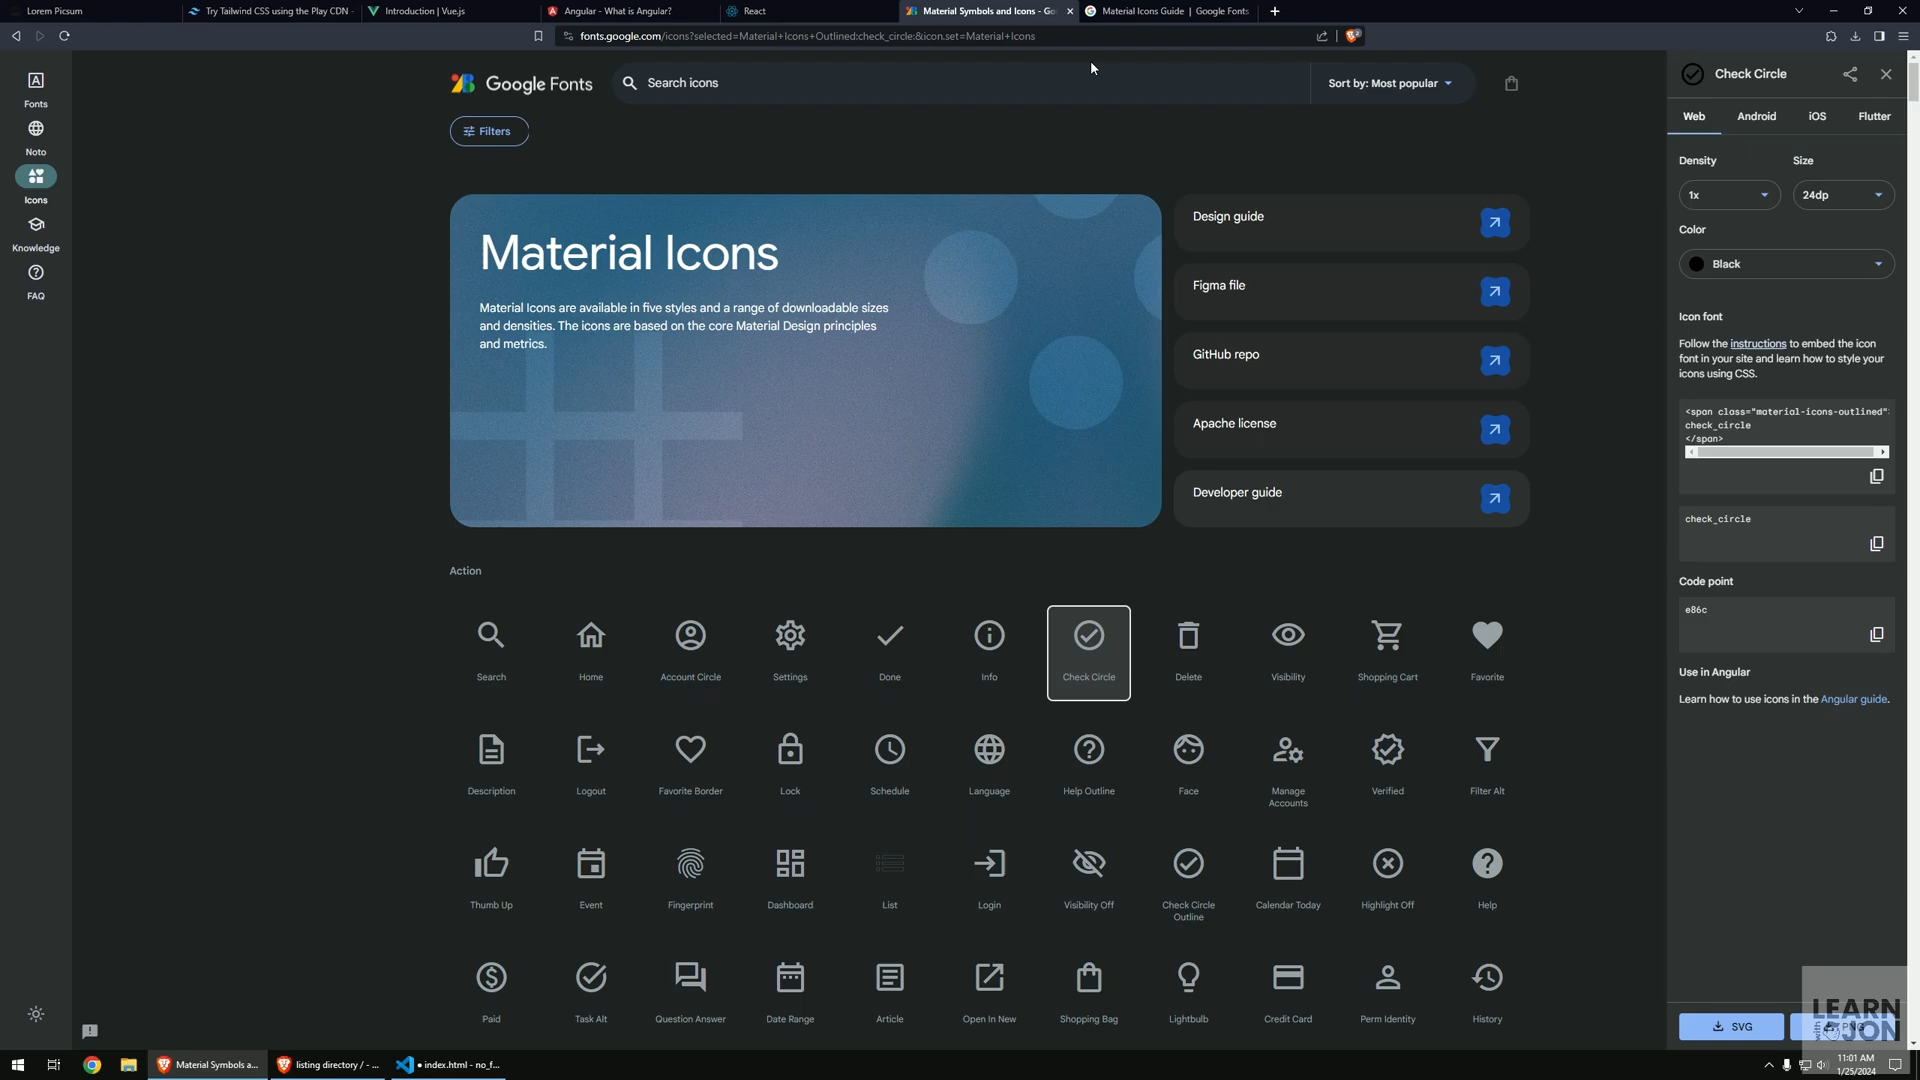 Lorem Picsum
Try Tailwind CSS using the Play CDN
Introduction | Vue.js
Angular - What is Angular?
React
Material Symbols and Icons - Go
Material Icons Guide | Google Fonts
fonts.google.com/icons?selected=Material+Icons+Outlined:check_circle:&icon.set=Material+Icons
Fonts
Noto
Icons
Knowledge
FAQ
Google Fonts
Search icons
Sort by: Most popular
Filters
Material Icons
Material Icons are available in five styles and a range of downloadable sizes
and densities. The icons are based on the core Material Design principles
and metrics.
Design guide
Figma file
GitHub repo
Apache license
Developer guide
Action
Search
Home
Account Circle
Settings
Done
Info
Check Circle
Delete
Visibility
Shopping Cart
Favorite
Description
Logout
Favorite Border
Lock
Schedule
Language
Help Outline
Face
Manage
Accounts
Verified
Filter Alt
Thumb Up
Event
Fingerprint
Dashboard
List
Login
Visibility Off
Check Circle
Outline
Calendar Today
Highlight Off
Help
Paid
Task Alt
Question Answer
Date Range
Article
Open In New
Shopping Bag
Lightbulb
Credit Card
Perm Identity
History
Check Circle
Web
Android
iOS
Flutter
Density
Size
1x
24dp
Color
Black
Icon font
Follow the instructions to embed the icon
font in your site and learn how to style your
icons using CSS.
<span class="material-icons-outlined"
check_circle
</span>
check_circle
Code point
e86c
Use in Angular
Learn how to use icons in the Angular guide.
SVG
PNG
LEARN
with JON
Material Symbols a...
listing directory / - ...
• index.html - no_f...
11:01 AM
1/25/2024